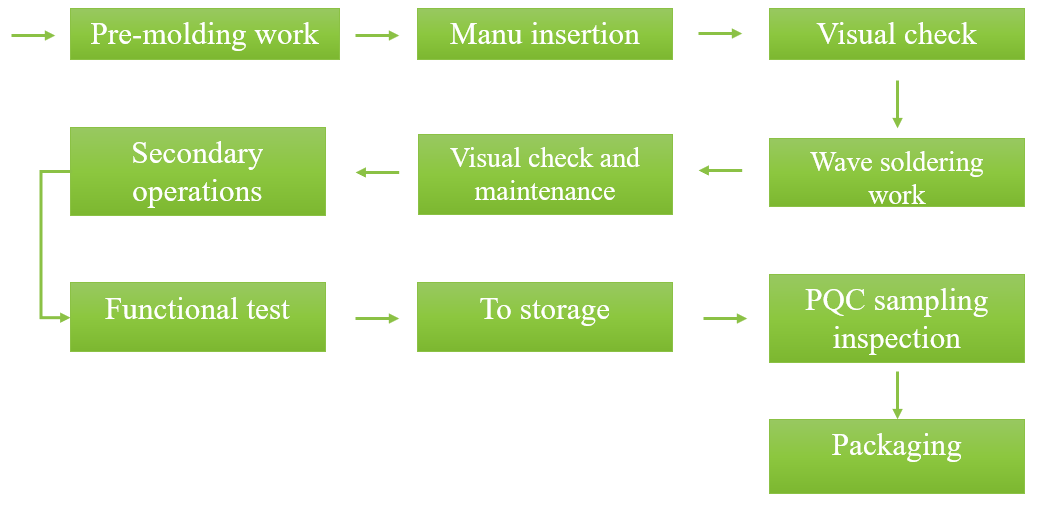 Pre-molding work
Manu insertion
Visual check
Wave soldering
work
Visual check and
maintenance
Secondary
operations
Functional test
To storage
PQC sampling
inspection
Packaging